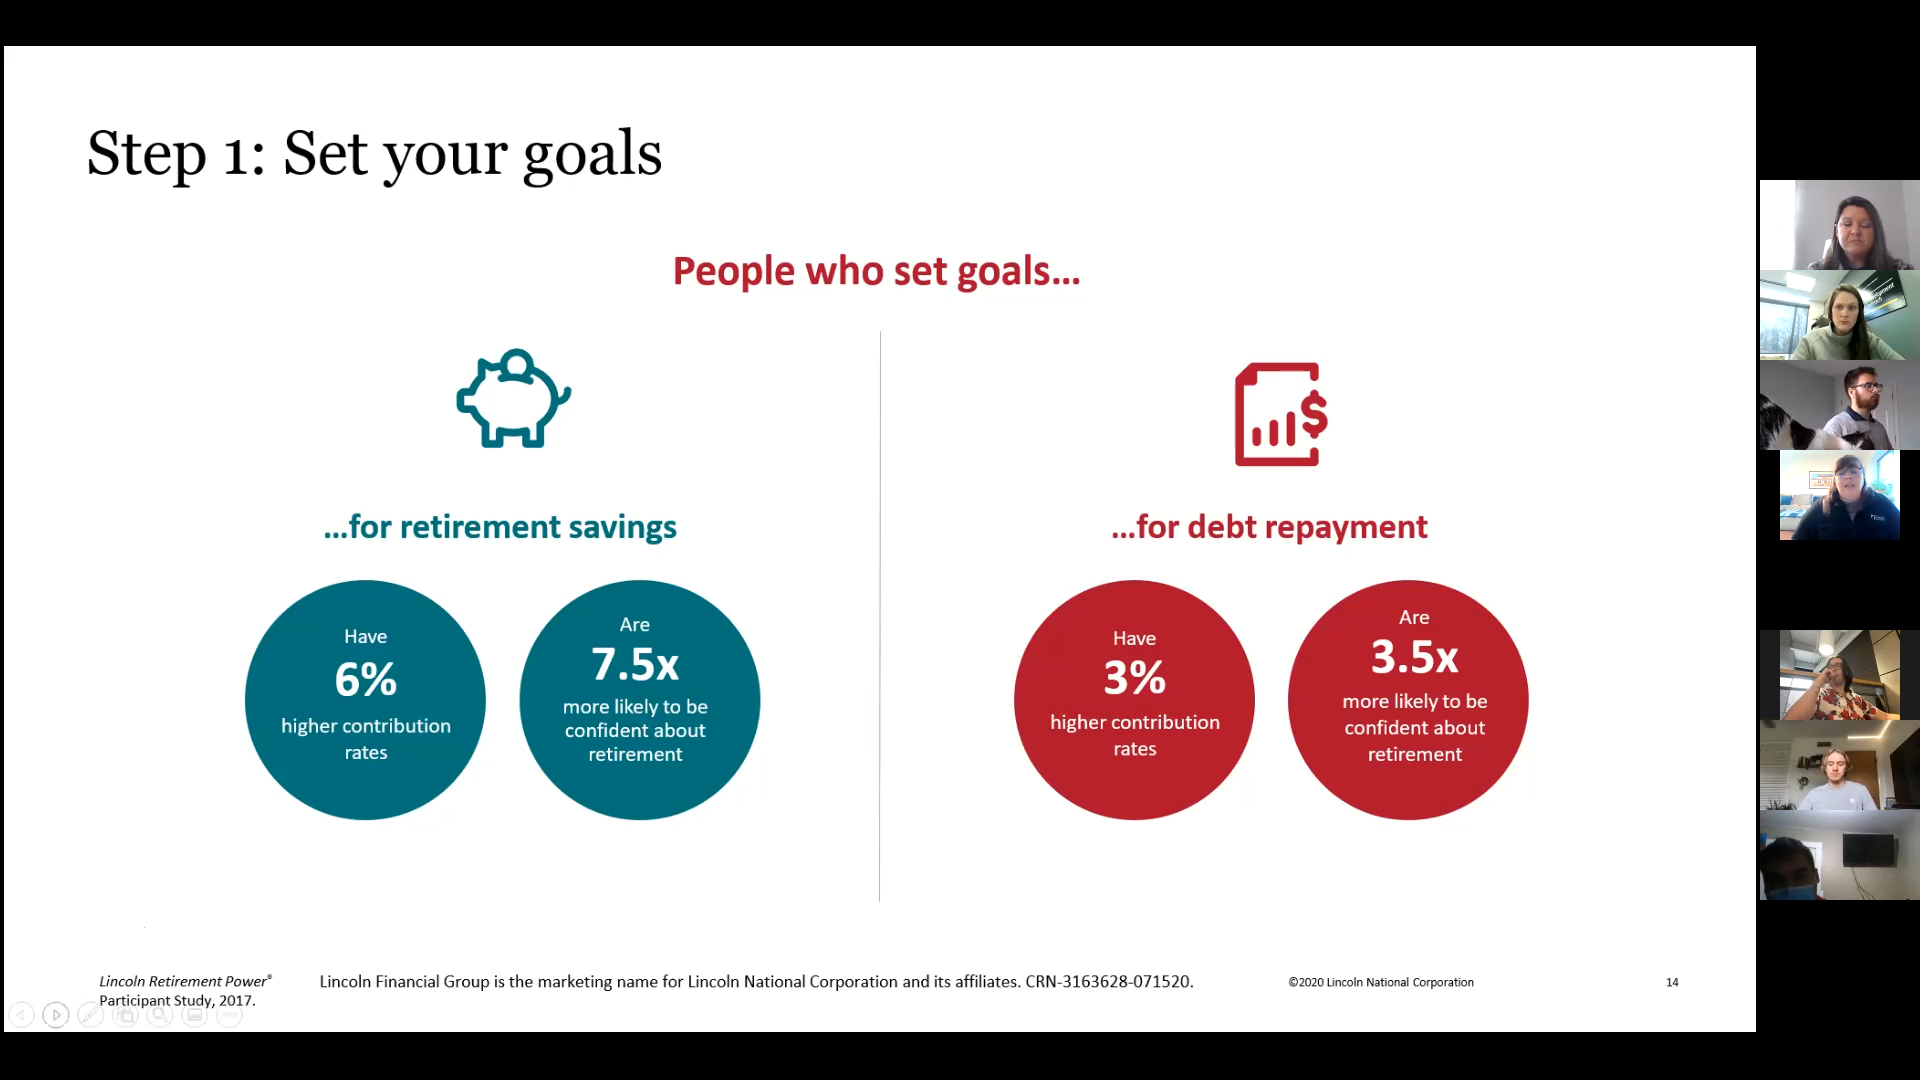 Step 1: Set your goals
People who set goals...
...for retirement savings
...for debt repayment
Have
6%
higher contribution
rates
Are
7.5x
more likely to be
confident about
retirement
Have
3%
higher contribution
rates
Are
3.5x
more likely to be
confident about
retirement
Lincoln Retirement Power®
Participant Study, 2017.
Lincoln Financial Group is the marketing name for Lincoln National Corporation and its affiliates. CRN-3163628-071520.
©2020 Lincoln National Corporation
14